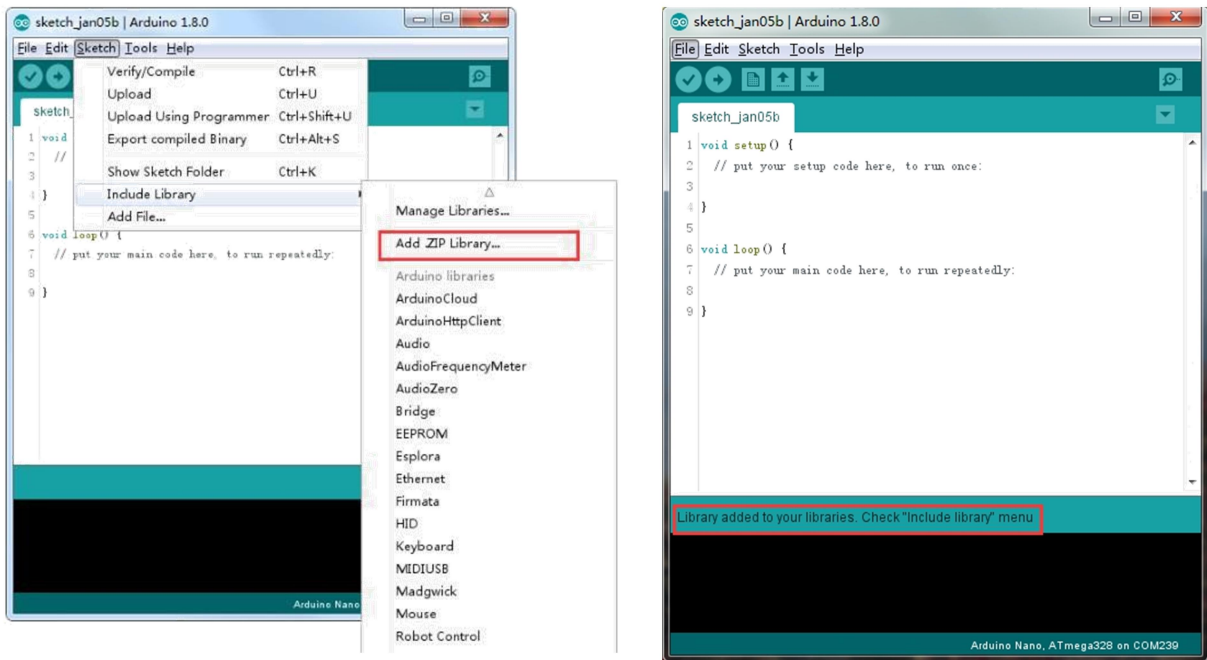 sketch_jan05b | Arduino 1.8.0
File Edit Sketch Tools Help
Verify/Compile Ctrl+R
Upload Ctrl+U
Upload Using Programmer Ctrl+Shift+U
Export compiled Binary Ctrl+Alt+S
Show Sketch Folder Ctrl+K
Include Library
Add File...
sketch_
1 void
2 //
3
4 }
5
6 void loop() {
7 // put your main code here, to run repeatedly:
8
9 }
Manage Libraries...
Add .ZIP Library...
Arduino libraries
ArduinoCloud
ArduinoHttpClient
Audio
AudioFrequencyMeter
AudioZero
Bridge
EEPROM
Esplora
Ethernet
Firmata
HID
Keyboard
MIDIUSB
Madgwick
Mouse
Robot Control
Arduino Nano
sketch_jan05b | Arduino 1.8.0
File Edit Sketch Tools Help
sketch_jan05b
1 void setup() {
2 // put your setup code here, to run once:
3
4 }
5
6 void loop() {
7 // put your main code here, to run repeatedly:
8
9 }
Library added to your libraries. Check "Include library" menu
Arduino Nano, ATmega328 on COM239